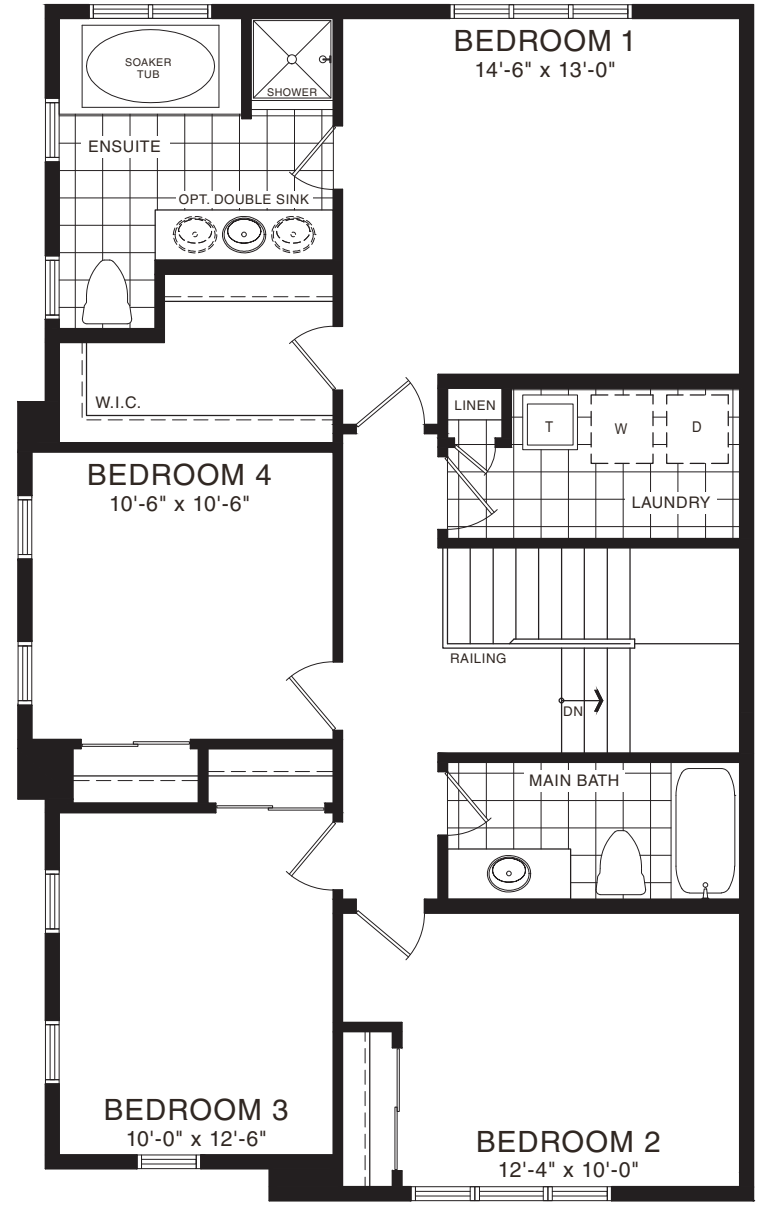 BEDROOM 1
14'-6" x 13'-0"
SOAKER
TUB
SHOWER
ENSUITE
OPT. DOUBLE SINK
W.I.C.
LINEN
T
W
D
LAUNDRY
BEDROOM 4
10'-6" x 10'-6"
RAILING
DN
MAIN BATH
BEDROOM 3
10'-0" x 12'-6"
BEDROOM 2
12'-4" x 10'-0"